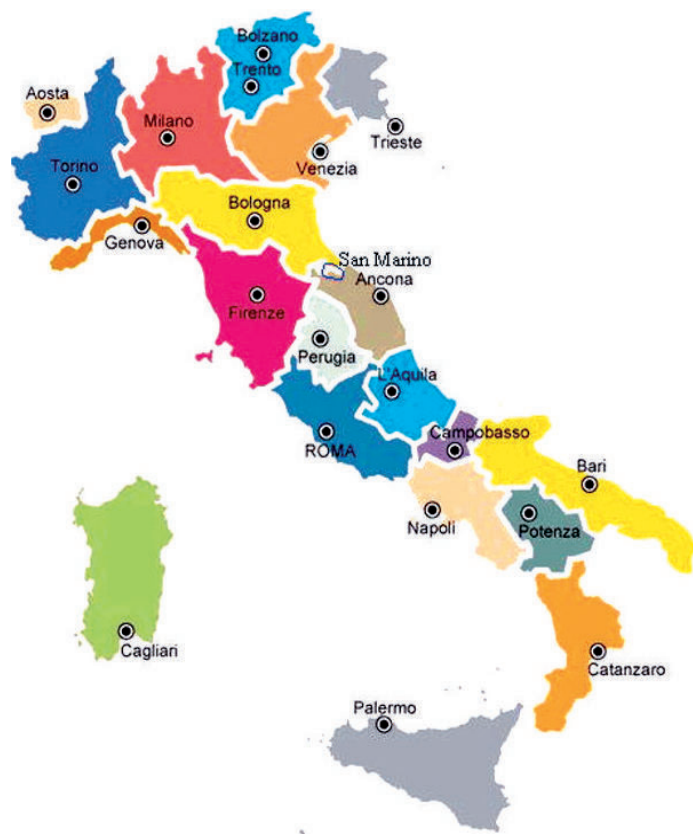 Bolzano
Trento
Aosta
Milano
Trieste
Venezia
Torino
Bologna
Genova
San Marino
Ancona
Firenze
Perugia
L'Aquila
Campobasso
ROMA
Bari
Napoli
Potenza
Cagliari
Catanzaro
Palermo